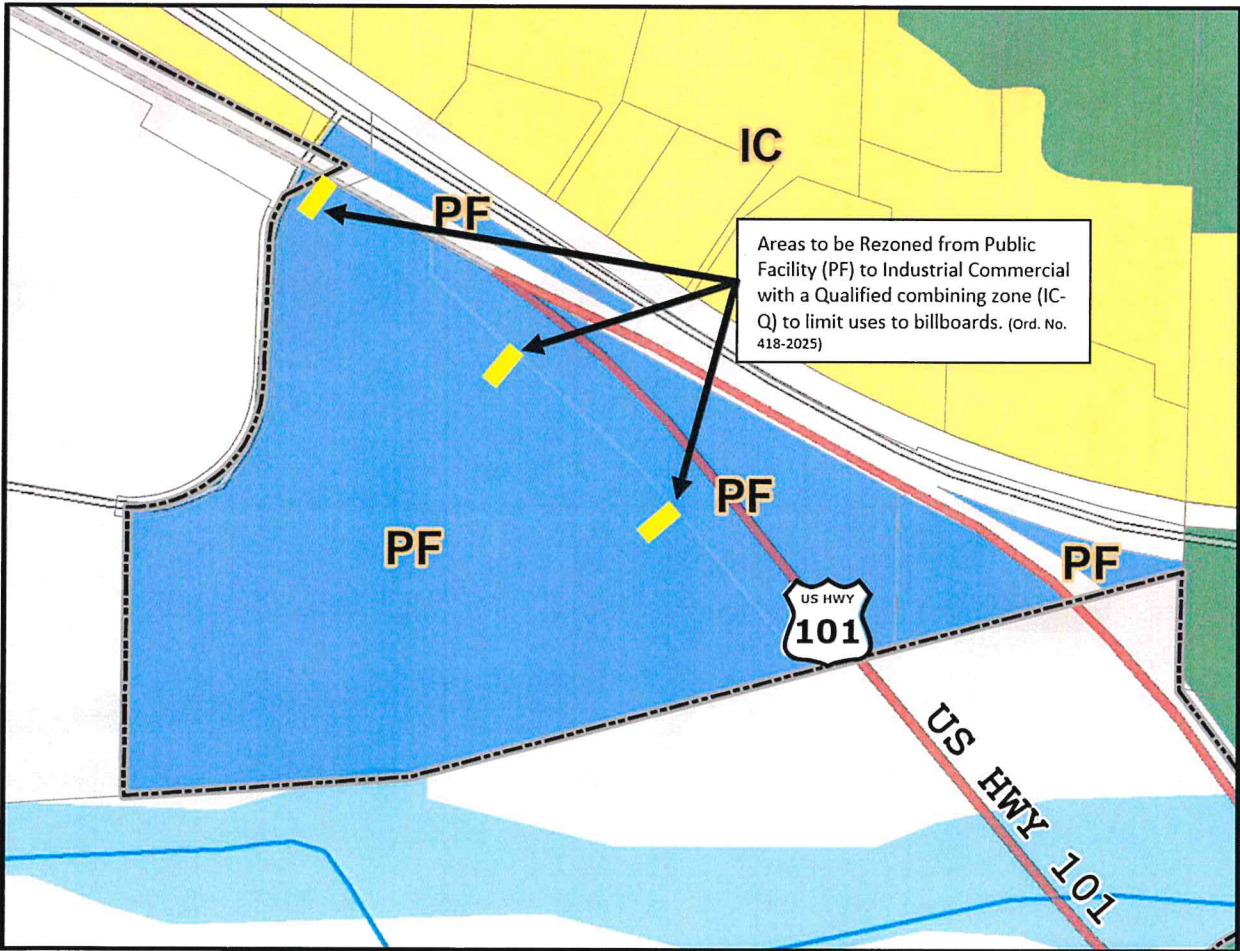 IC
PF
Areas to be Rezoned from Public
Facility (PF) to Industrial Commercial
with a Qualified combining zone (IC-
Q) to limit uses to billboards. (Ord. No.
418-2025)
PF
PF
PF
US HWY
101
US HWY 101